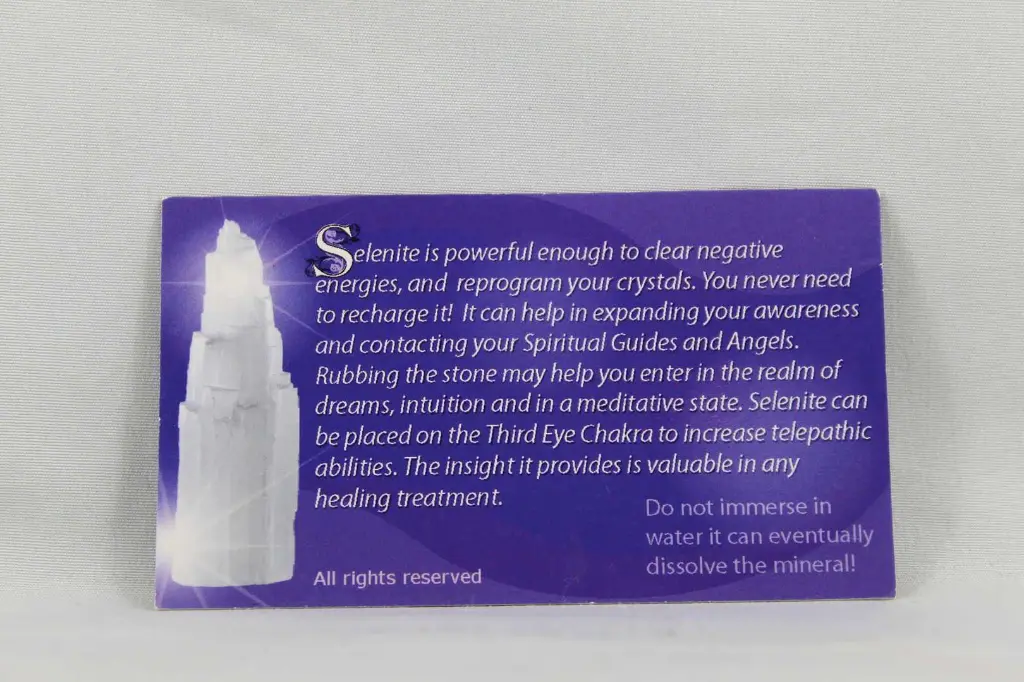 Selenite is powerful enough to clear negative
energies, and reprogram your crystals. You never need
to recharge it! It can help in expanding your awareness
and contacting your Spiritual Guides and Angels.
Rubbing the stone may help you enter in the realm of
dreams, intuition and in a meditative state. Selenite can
be placed on the Third Eye Chakra to increase telepathic
abilities. The insight it provides is valuable in any
healing treatment.
Do not immerse in
water it can eventually
dissolve the mineral!
All rights reserved